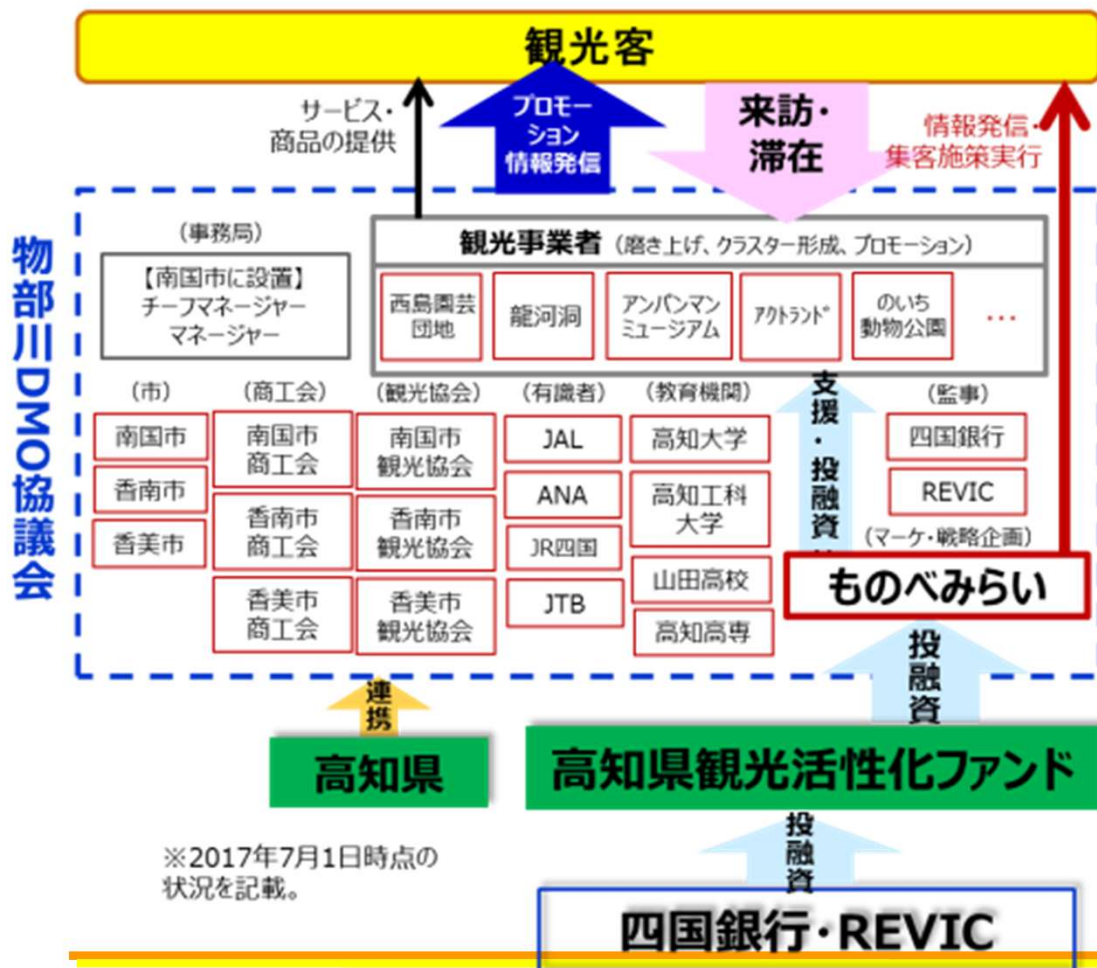 観光客
サービス・
商品の提供
プロモー
ション
情報発信
来訪・
滞在
情報発信・
集客施策実行
物部川DMO協議会
（事務局）
【南国市に設置】
チーフマネージャー
マネージャー
観光事業者（磨き上げ、クラスター形成、プロモーション）
西島園芸
団地
龍河洞
アンパンマン
ミュージアム
アクトランド
のいち
動物公園
…
（市）
南国市
香南市
香美市
（商工会）
南国市
商工会
香南市
商工会
香美市
商工会
（観光協会）
南国市
観光協会
香南市
観光協会
香美市
観光協会
（有識者）
JAL
ANA
JR四国
JTB
（教育機関）
高知大学
高知工科
大学
山田高校
高知高専
支援・投融資
（監事）
四国銀行
REVIC
（マーケ・戦略企画）
ものべみらい
投融資
連携
高知県
高知県観光活性化ファンド
投融資
※2017年7月1日時点の
状況を記載。
四国銀行・REVIC